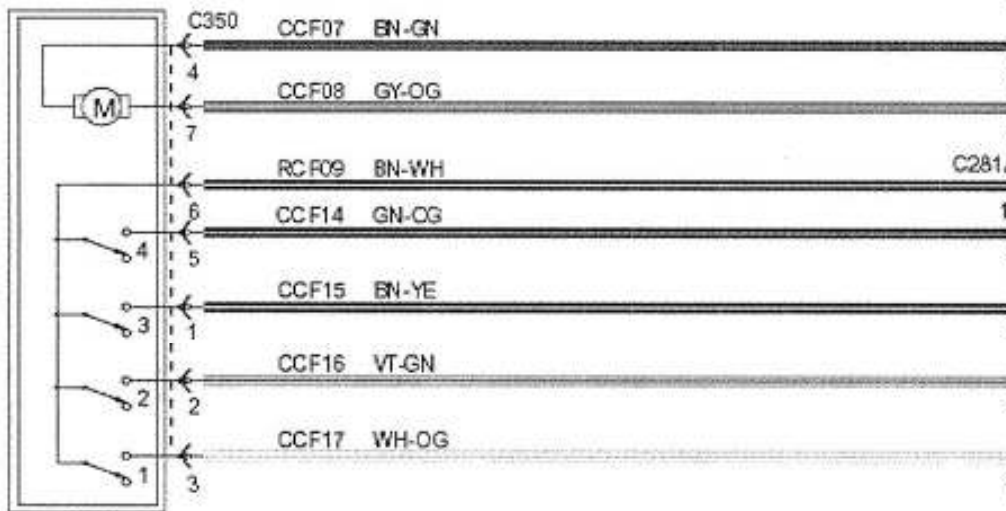 C350
CCF07 BN-GN
4
M
CCF08 GY-OG
7
RCF09 BN-WH
C281
6
1
CCF14 GN-OG
4
5
CCF15 BN-YE
3
1
CCF16 VT-GN
2
2
CCF17 WH-OG
1
3